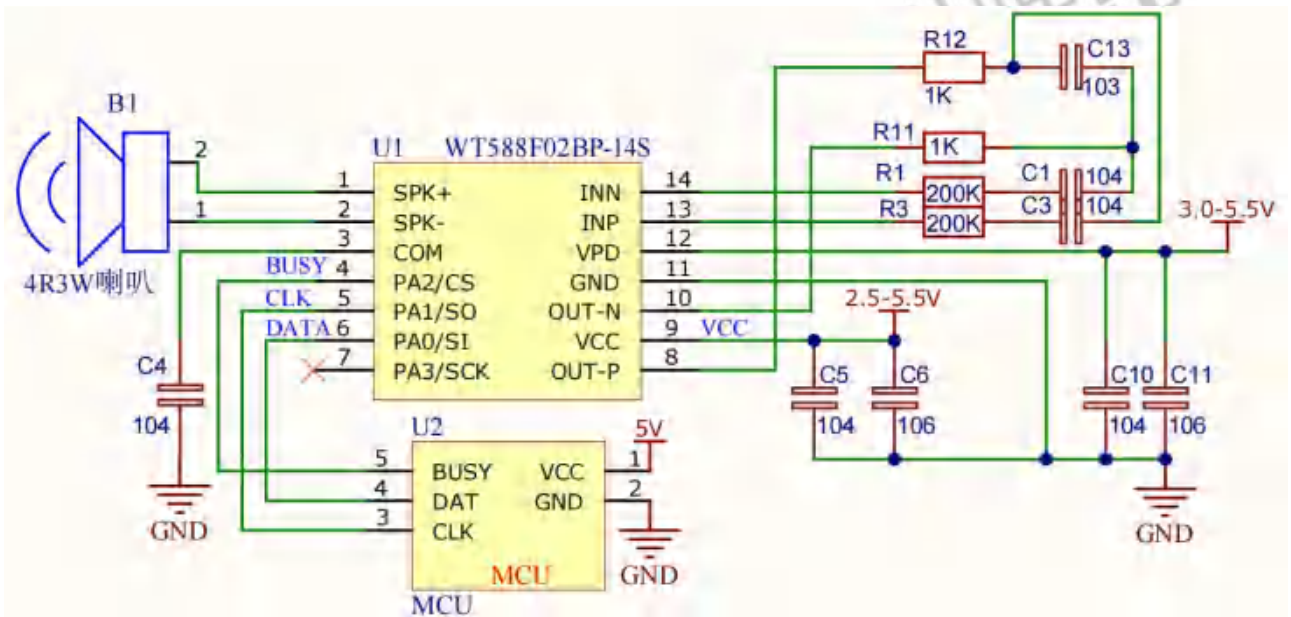 R12
C13
1K
103
B1
R11
1K
U1
WT588F02BP-14S
2
1
SPK+
INN
14
R1
200K
C1
104
1
2
SPK-
INP
13
R3
200K
C3
104
3.0-5.5V
3
COM
VPD
12
4R3W喇叭
BUSY
4
PA2/CS
GND
11
CLK
5
PA1/SO
OUT-N
10
2.5-5.5V
DATA
6
PA0/SI
VCC
9
VCC
7
PA3/SCK
OUT-P
8
C4
104
GND
C5
104
C6
106
C10
104
C11
106
GND
U2
5V
5
BUSY
VCC
1
4
DAT
GND
2
3
CLK
MCU
GND
MCU